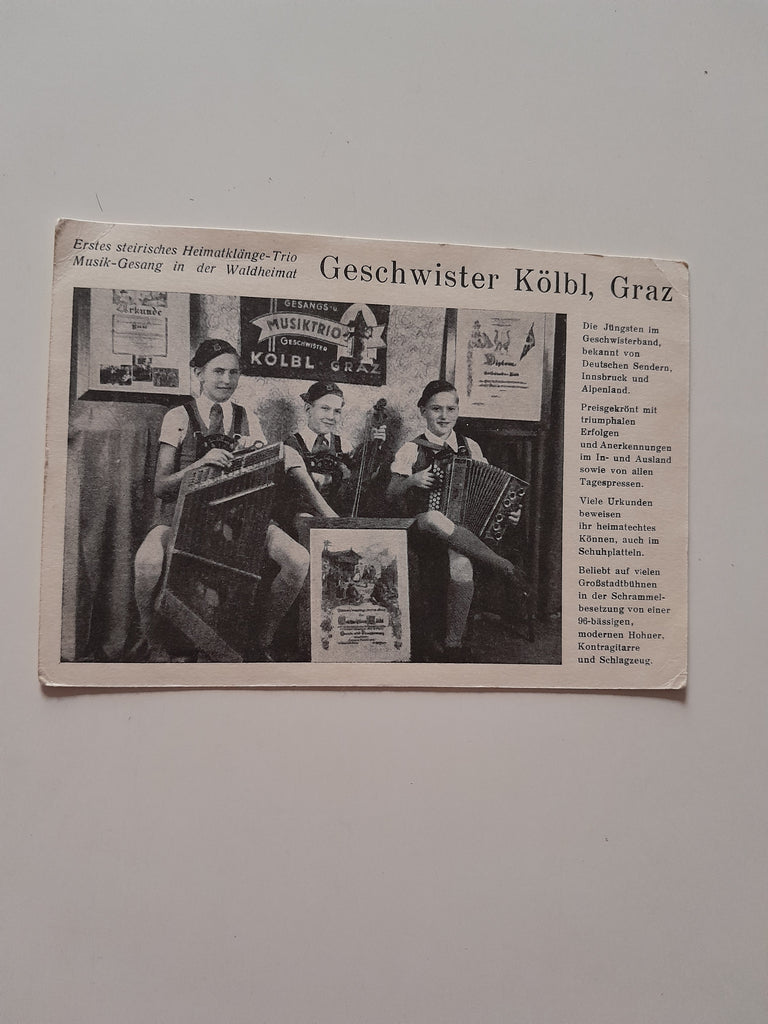 Erstes steirisches Heimatklänge-Trio
Musik-Gesang in der Waldheimat
Geschwister Kölbl, Graz
Urkunde
GESANGS-U.
MUSIKTRIO
GESCHWISTER
KÖLBL · GRAZ
Diplom
Die Jüngsten im
Geschwisterband,
bekannt von
Deutschen Sendern,
Innsbruck und
Alpenland.
Preisgekrönt mit
triumphalen
Erfolgen
und Anerkennungen
im In- und Ausland
sowie von allen
Tagespressen.
Viele Urkunden
beweisen
ihr heimatechtes
Können, auch im
Schuhplatteln.
Beliebt auf vielen
Großstadtbühnen
in der Schrammel-
besetzung von einer
96-bässigen,
modernen Hohner,
Kontragitarre
und Schlagzeug.